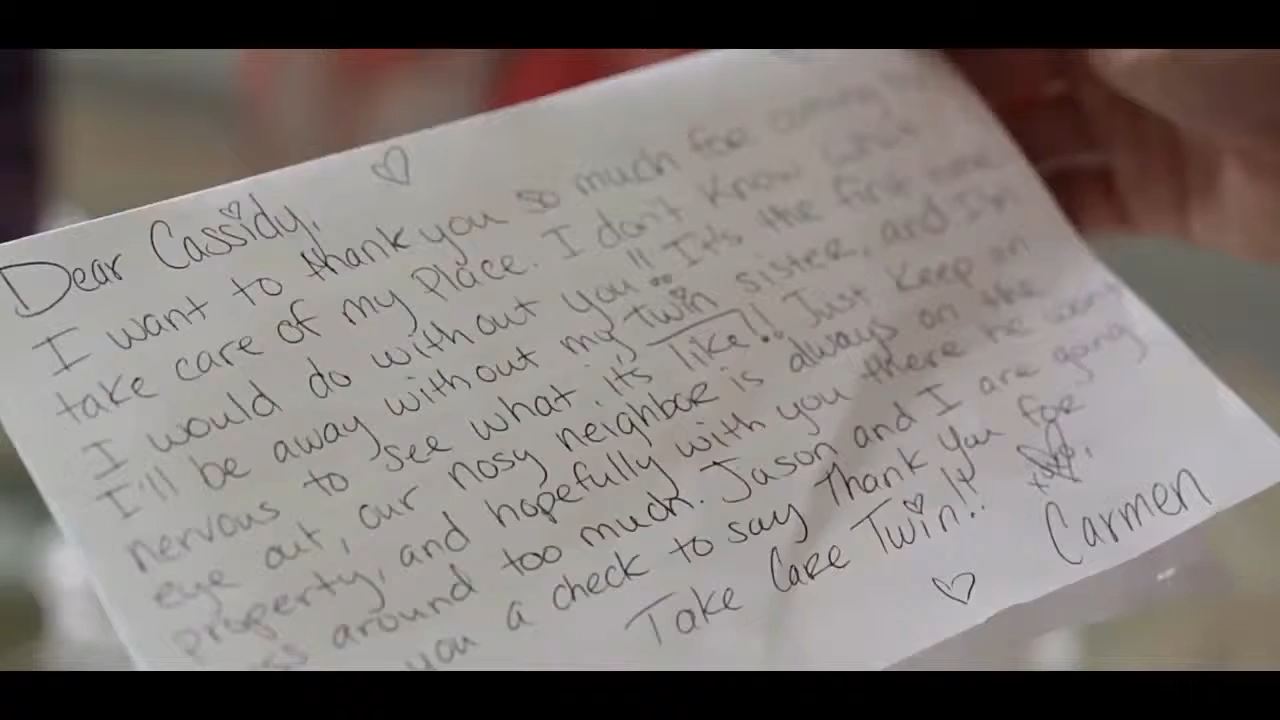 Dear Cassidy,
I want to thank you so much for coming to
take care of my place. I don't know what
I would do without you!! It's the first time
I'll be away without my Twin sister, and I'm
nervous to see what it's like!! Just keep an
eye out, our nosy neighbor is always on the
property, and hopefully with you there he won't
around too much. Jason and I are going
you a check to say thank you for
Take Care Twin!!
Carmen